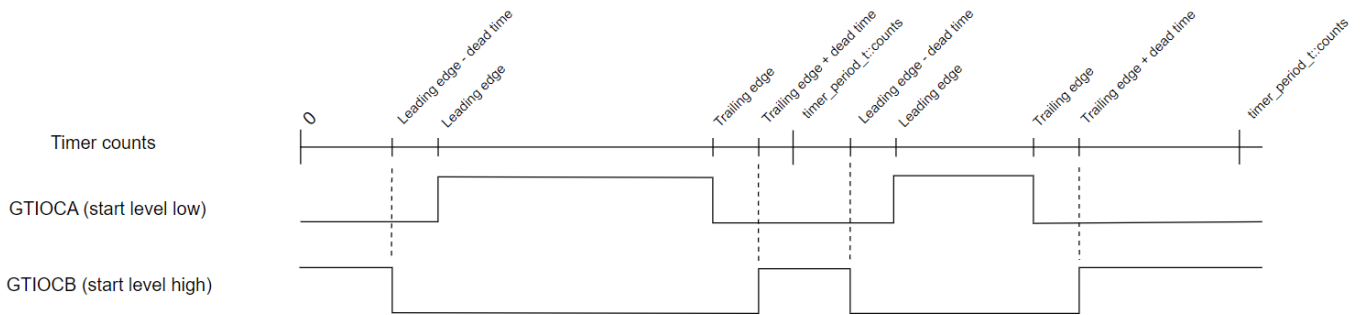 0
Leading edge - dead time
Leading edge
Trailing edge
Trailing edge + dead time
timer_period_t::counts
Leading edge - dead time
Leading edge
Trailing edge
Trailing edge + dead time
timer_period_t::counts
Timer counts
GTIOCA (start level low)
GTIOCB (start level high)